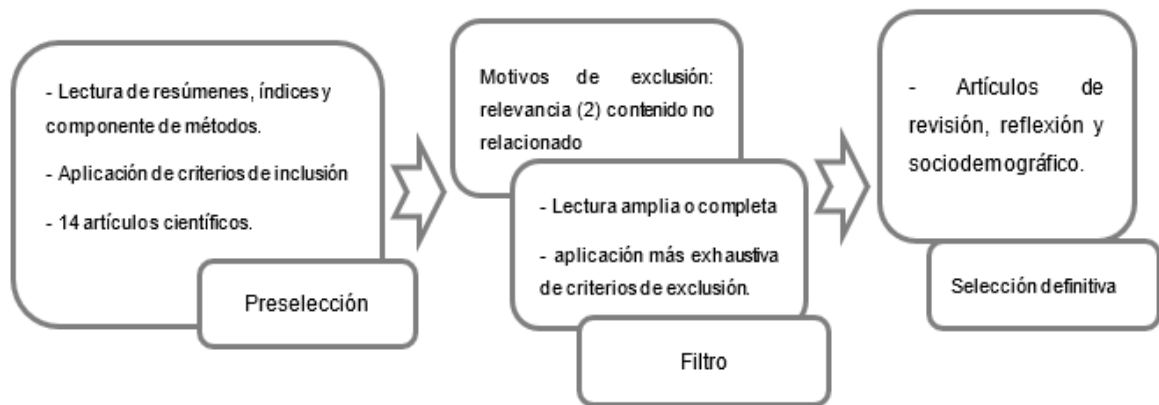 - Lectura de resúmenes, índices y
componente de métodos.
- Aplicación de criterios de inclusión
- 14 artículos científicos.
Preselección
Motivos de exclusión:
relevancia (2) contenido no
relacionado
- Lectura amplia o completa
- aplicación más exhaustiva
de criterios de exclusión.
Filtro
- Artículos de
revisión, reflexión y
sociodemográfico.
Selección definitiva